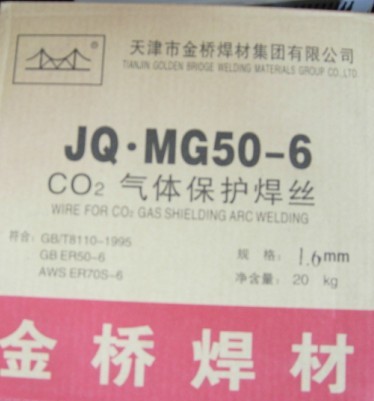 ®
天津市金桥焊材集团有限公司
TIANJIN GOLDEN BRIDGE WELDING MATERIALS GROUP CO.,LTD.
JQ·MG50-6
CO₂ 气体保护焊丝
WIRE FOR CO₂ GAS SHIELDING ARC WELDING
符合: GB/T8110-1995
GB ER50-6
AWS ER70S-6
规 格: 1.6mm
净含量: 20 kg
金桥焊材